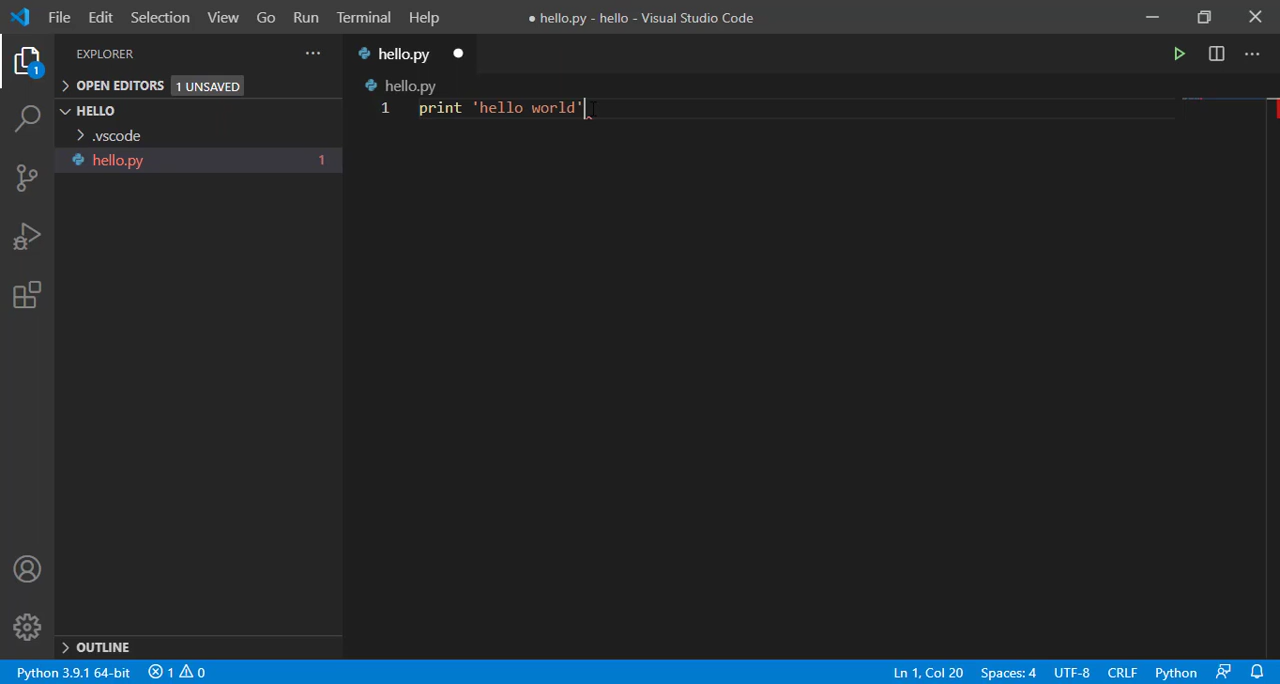 File Edit Selection View Go Run Terminal Help ● hello.py - hello - Visual Studio Code
EXPLORER ···
hello.py ●
OPEN EDITORS 1 UNSAVED
hello.py
HELLO
1 print 'hello world'
.vscode
hello.py 1
1
OUTLINE
Python 3.9.1 64-bit 1 0 Ln 1, Col 20 Spaces: 4 UTF-8 CRLF Python